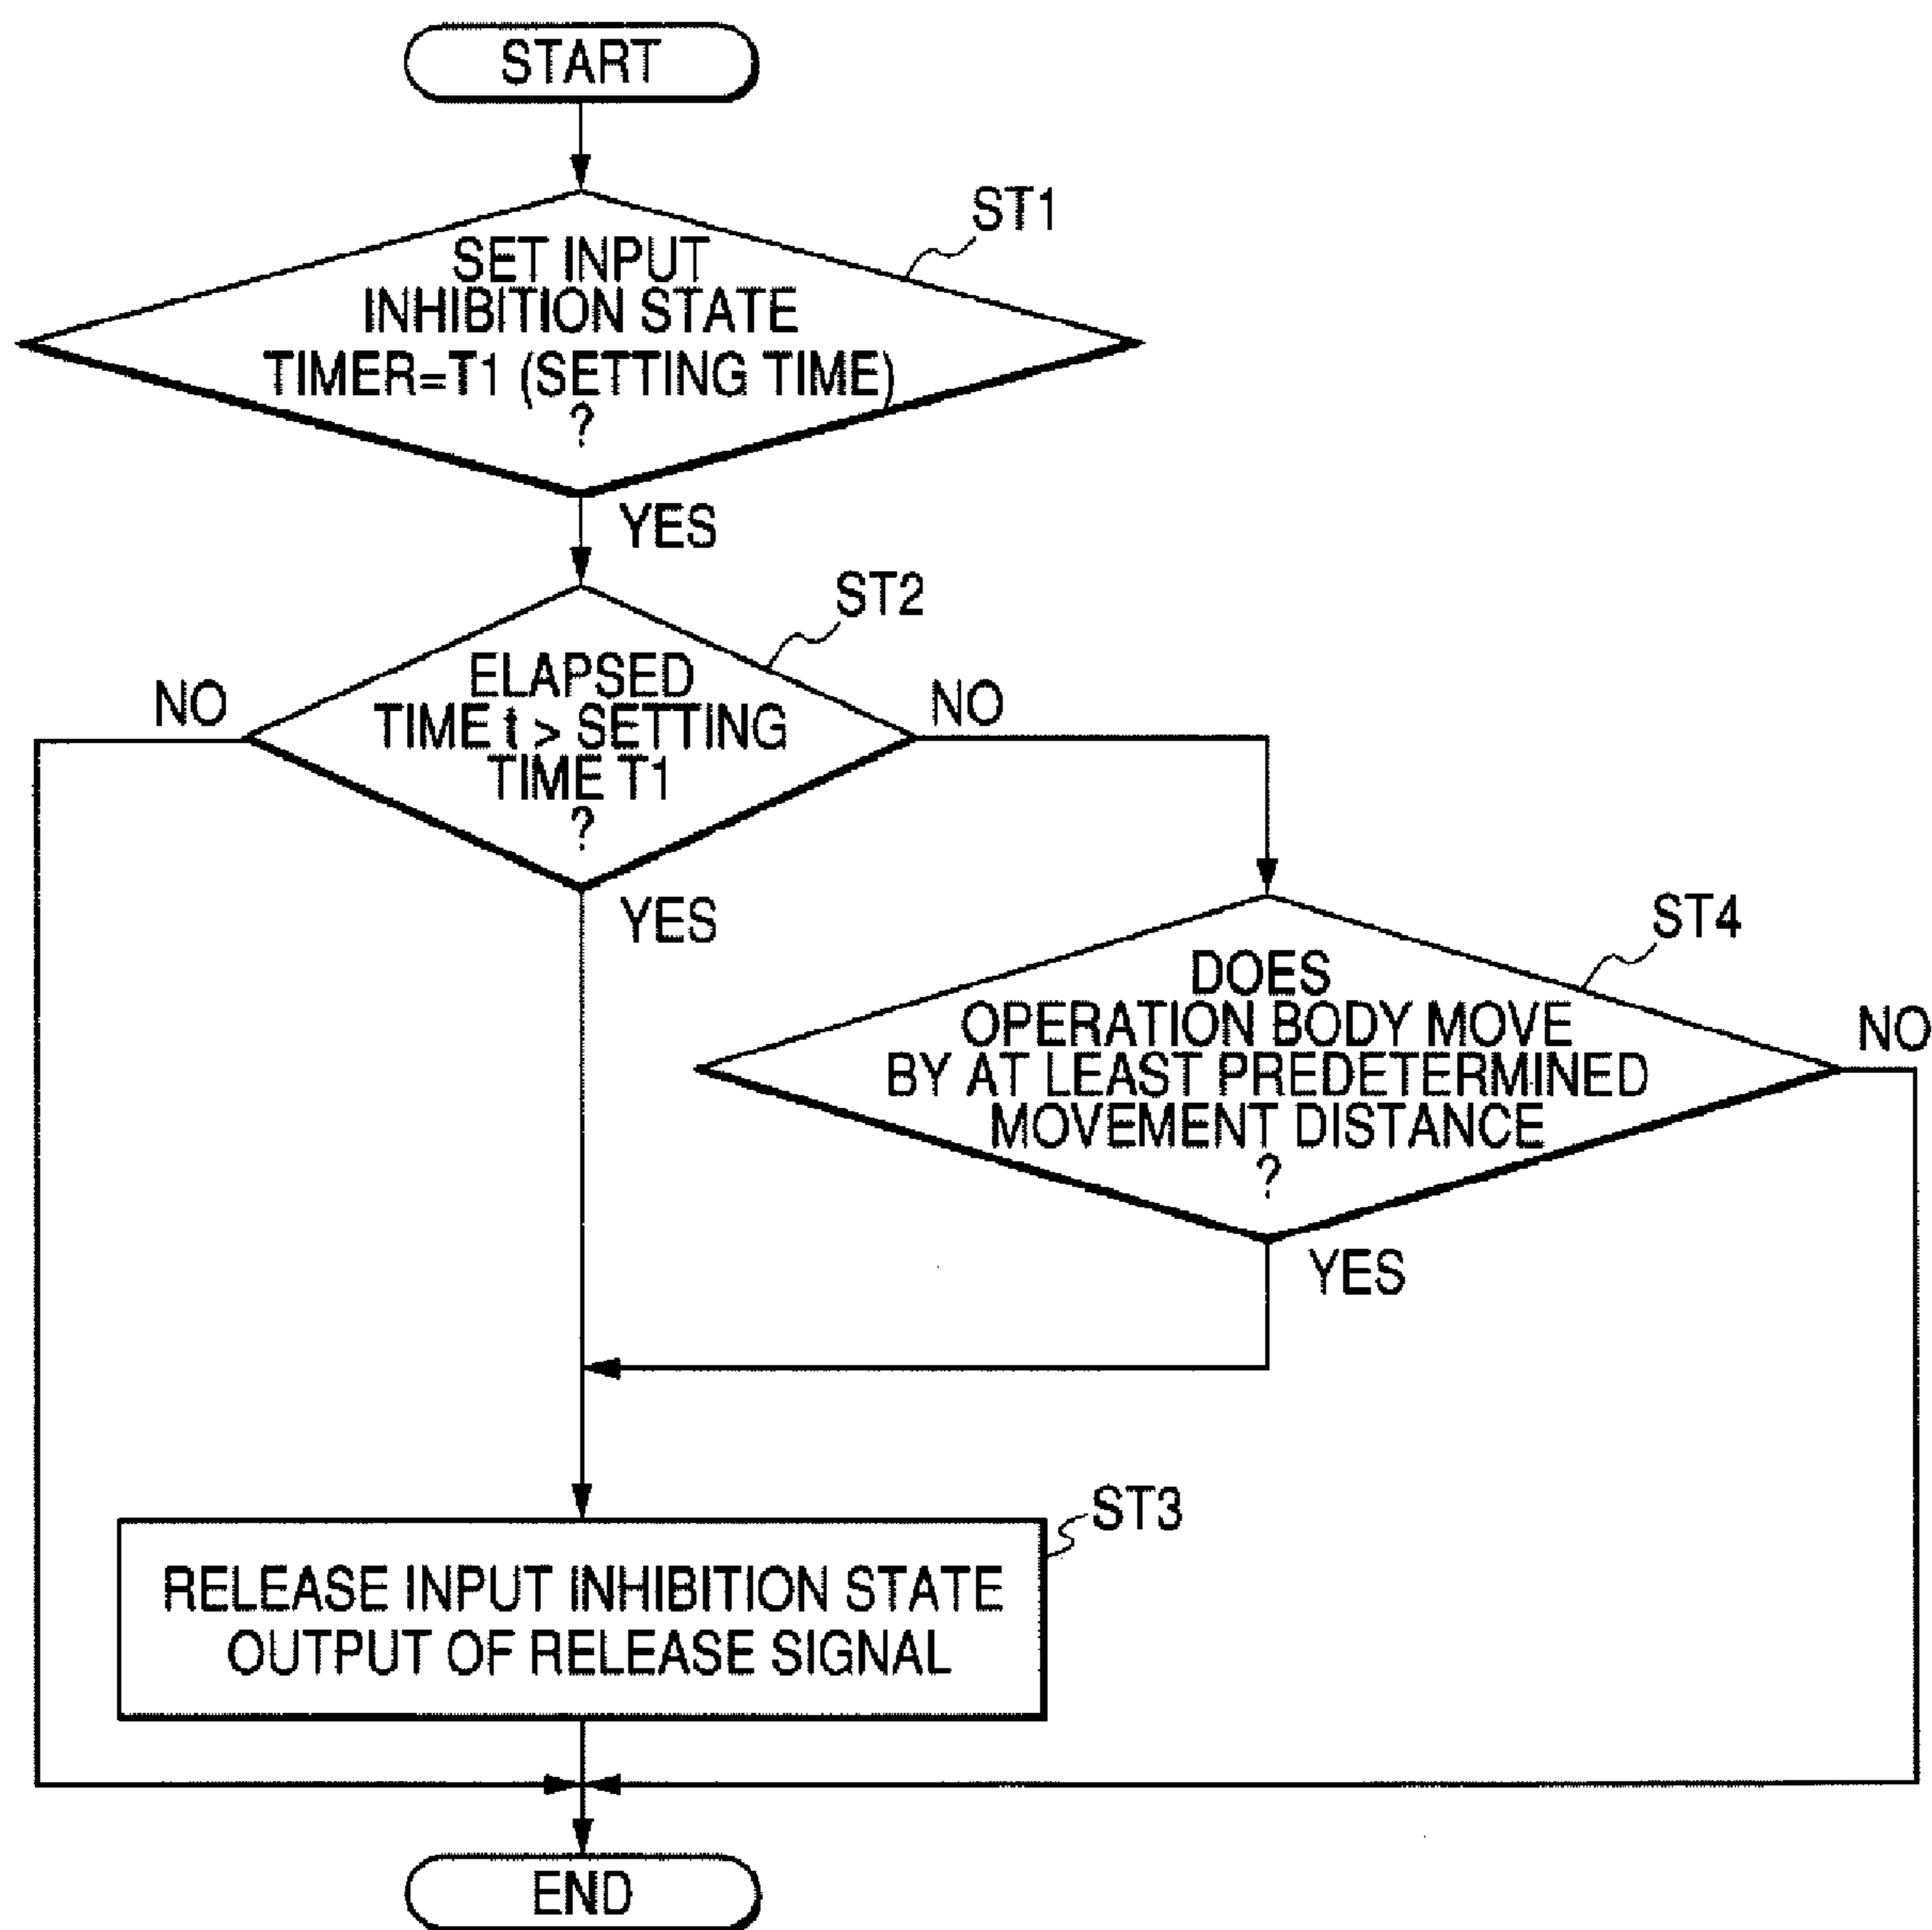 START
ST1
SET INPUT
INHIBITION STATE
TIMER=T1 (SETTING TIME)
?
YES
ST2
NO
ELAPSED
TIME t > SETTING
TIME T1
?
NO
YES
ST4
DOES
OPERATION BODY MOVE
BY AT LEAST PREDETERMINED
MOVEMENT DISTANCE
?
NO
YES
ST3
RELEASE INPUT INHIBITION STATE
OUTPUT OF RELEASE SIGNAL
END